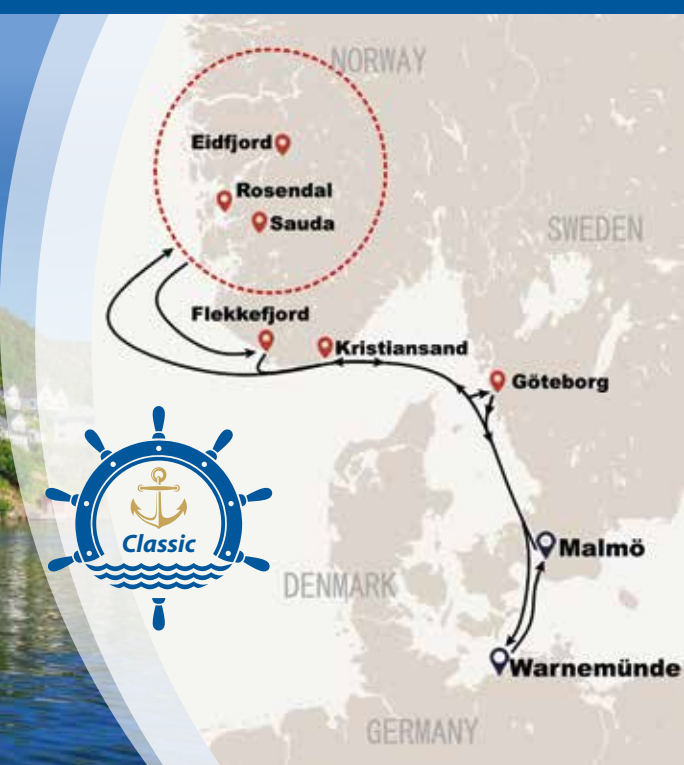 NORWAY
Eidfjord
Rosendal
Sauda
SWEDEN
Flekkefjord
Kristiansand
Göteborg
Classic
Malmö
DENMARK
Warnemünde
GERMANY